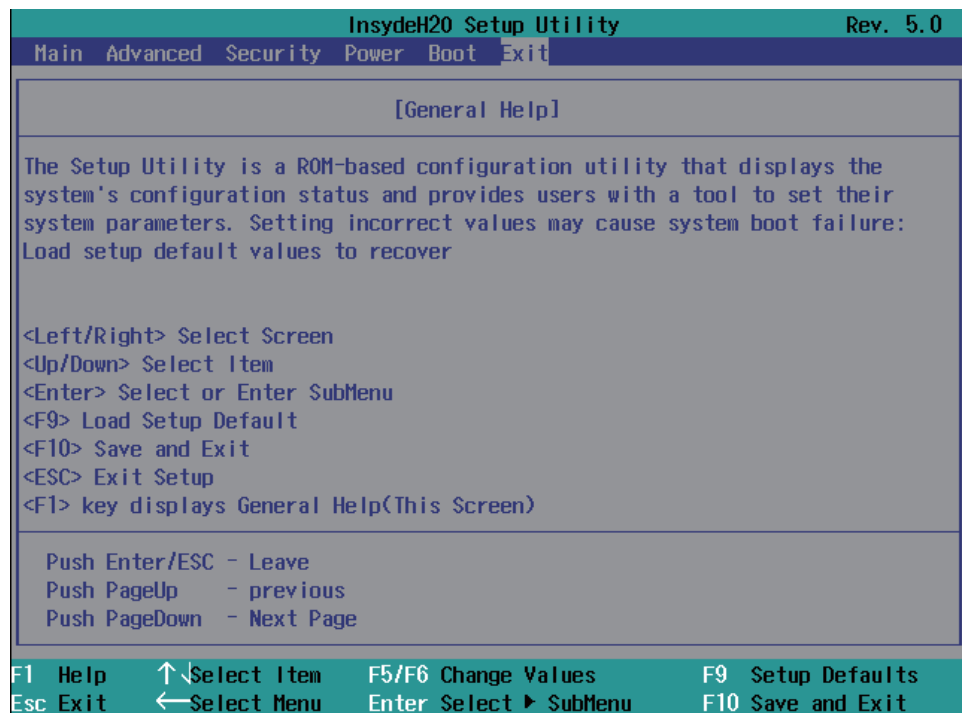 InsydeH20 Setup Utility Rev. 5.0
Main Advanced Security Power Boot Exit
[General Help]
The Setup Utility is a ROM-based configuration utility that displays the
system's configuration status and provides users with a tool to set their
system parameters. Setting incorrect values may cause system boot failure:
Load setup default values to recover
<Left/Right> Select Screen
<Up/Down> Select Item
<Enter> Select or Enter SubMenu
<F9> Load Setup Default
<F10> Save and Exit
<ESC> Exit Setup
<F1> key displays General Help(This Screen)
Push Enter/ESC - Leave
Push PageUp - previous
Push PageDown - Next Page
F1 Help ↑↓Select Item F5/F6 Change Values F9 Setup Defaults
Esc Exit ←Select Menu Enter Select ▶ SubMenu F10 Save and Exit